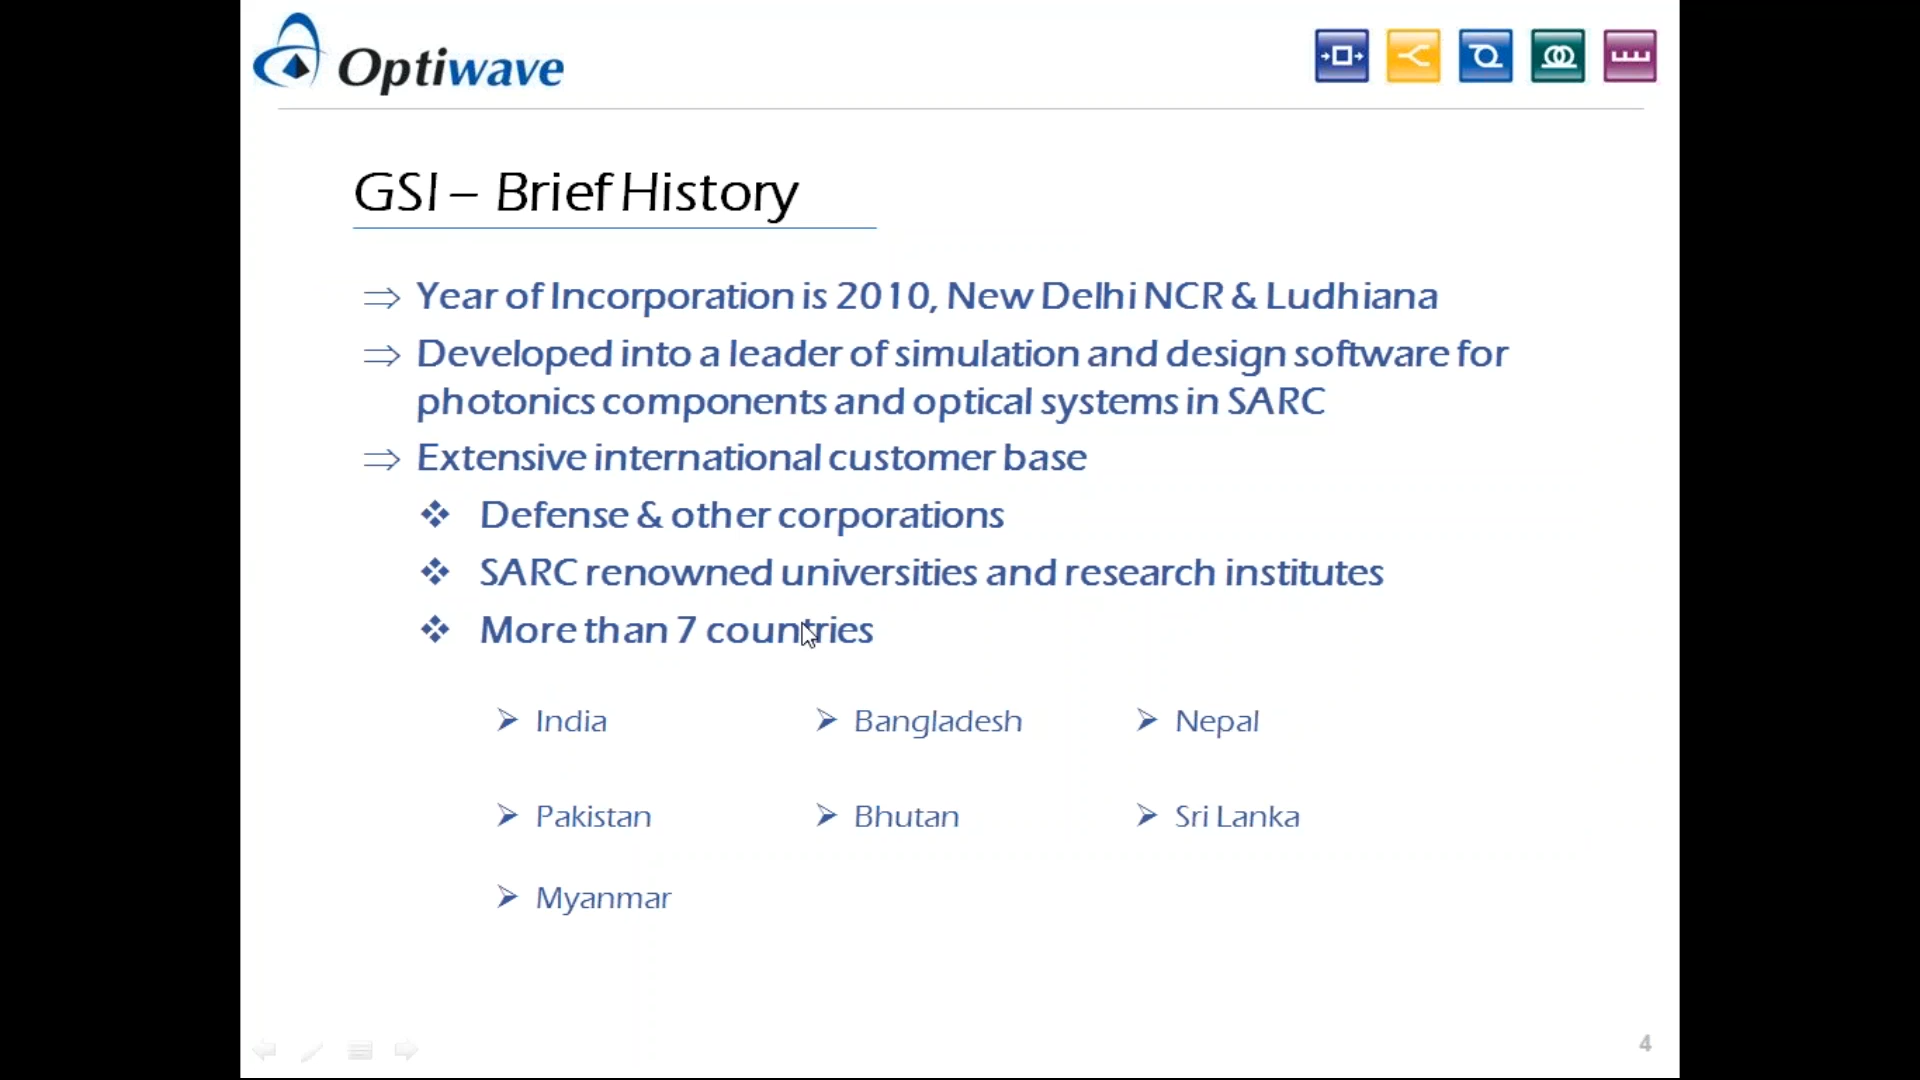 Optiwave
GSI – Brief History
⇒ Year of Incorporation is 2010, New Delhi NCR & Ludhiana
⇒ Developed into a leader of simulation and design software for
photonics components and optical systems in SARC
⇒ Extensive international customer base
❖ Defense & other corporations
❖ SARC renowned universities and research institutes
❖ More than 7 countries
➢ India ➢ Bangladesh ➢ Nepal
➢ Pakistan ➢ Bhutan ➢ Sri Lanka
➢ Myanmar
4